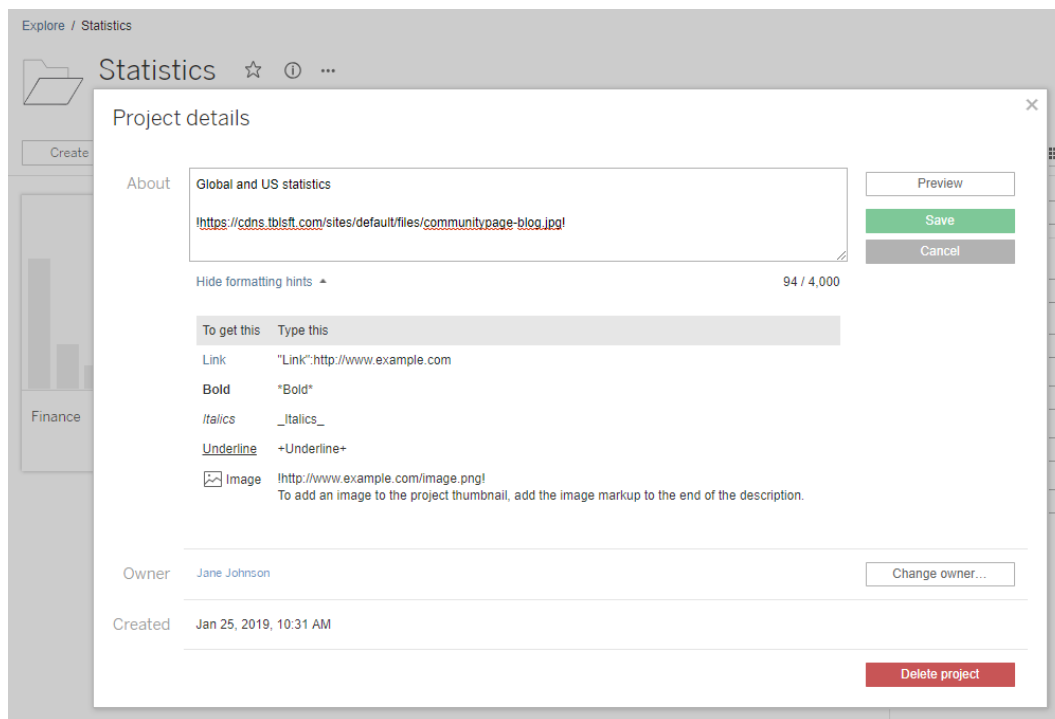 Explore / Statistics
Statistics
Project details
Create
About
Global and US statistics
!https://cdns.tblsft.com/sites/default/files/communitypage-blog.jpg!
Preview
Save
Cancel
Hide formatting hints
94 / 4,000
To get this Type this
Link "Link":http://www.example.com
Bold *Bold*
Italics _Italics_
Underline +Underline+
Image !http://www.example.com/image.png!
To add an image to the project thumbnail, add the image markup to the end of the description.
Finance
Owner Jane Johnson Change owner...
Created Jan 25, 2019, 10:31 AM
Delete project